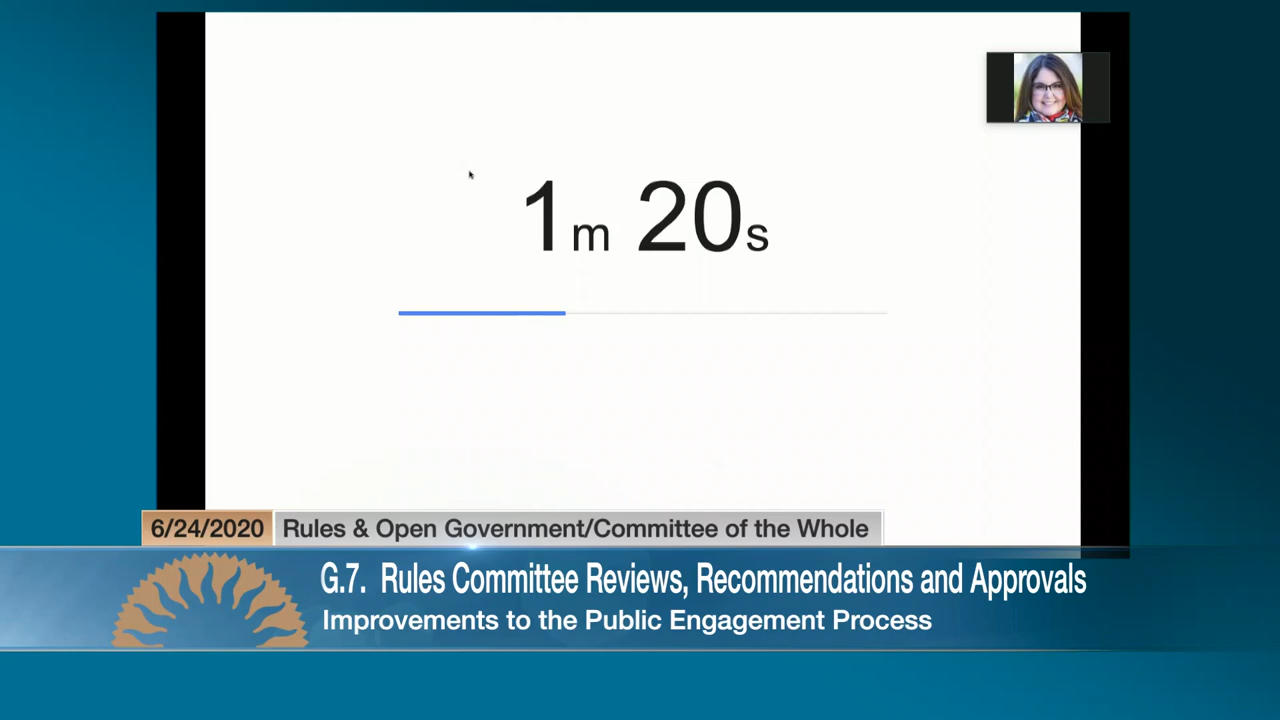 1m 20s
6/24/2020 Rules & Open Government/Committee of the Whole
G.7. Rules Committee Reviews, Recommendations and Approvals
Improvements to the Public Engagement Process